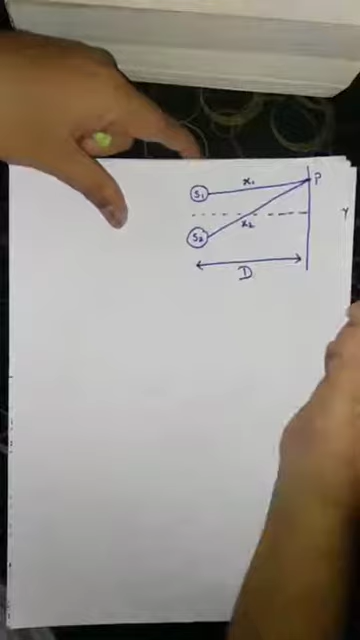 x₁
P
S₁
Y
x₂
S₂
D